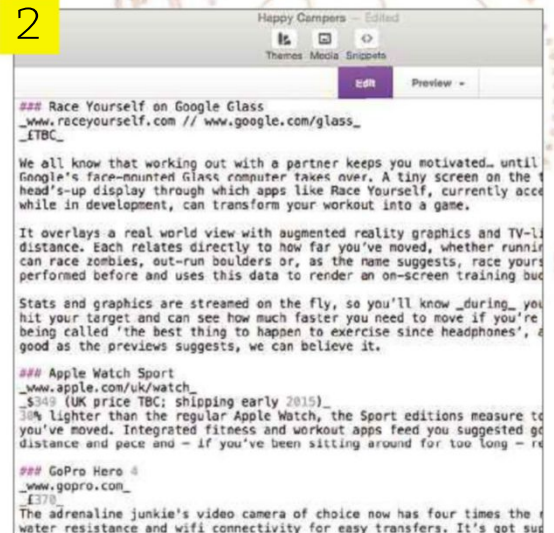 2
Happy Campers — Edited
Themes Media Snippets
Edit Preview
### Race Yourself on Google Glass
_www.raceyourself.com // www.google.com/glass_
_£TBC_
We all know that working out with a partner keeps you motivated… until
Google's face-mounted Glass computer takes over. A tiny screen on the
head's-up display through which apps like Race Yourself, currently
while in development, can transform your workout into a game.
It overlays a real world view with augmented reality graphics and
distance. Each relates directly to how far you've moved, whether
can race zombies, out-run boulders or, as the name suggests, race
performed before and uses this data to render an on-screen training
Stats and graphics are streamed on the fly, so you'll know _during_
hit your target and can see how much faster you need to move if you're
being called 'the best thing to happen to exercise since headphones',
good as the previews suggests, we can believe it.
### Apple Watch Sport
_www.apple.com/uk/watch_
_$349 (UK price TBC; shipping early 2015)_
30% lighter than the regular Apple Watch, the Sport editions measure
you've moved. Integrated fitness and workout apps feed you suggested
distance and pace and – if you've been sitting around for too long –
### GoPro Hero 4
_www.gopro.com_
_£370_
The adrenaline junkie's video camera of choice now has four times the
water resistance and wifi connectivity for easy transfers. It's got